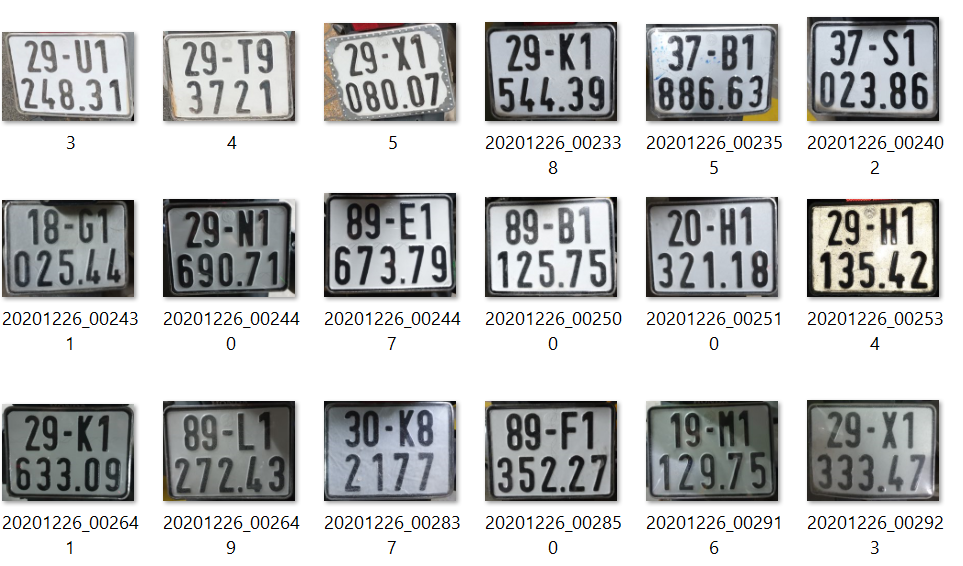 29-U1
248.31
29-T9
3721
29-X1
080.07
29-K1
544.39
37-B1
886.63
37-S1
023.86
3
4
5
20201226_00233
8
20201226_00235
5
20201226_00240
2
18-G1
025.44
29-N1
690.71
89-E1
673.79
89-B1
125.75
20-H1
321.18
29-H1
135.42
20201226_00243
1
20201226_00244
0
20201226_00244
7
20201226_00250
0
20201226_00251
0
20201226_00253
4
29-K1
633.09
89-L1
272.43
30-K8
2177
89-F1
352.27
19-M1
129.75
29-X1
333.47
20201226_00264
1
20201226_00264
9
20201226_00283
7
20201226_00285
0
20201226_00291
6
20201226_00292
3